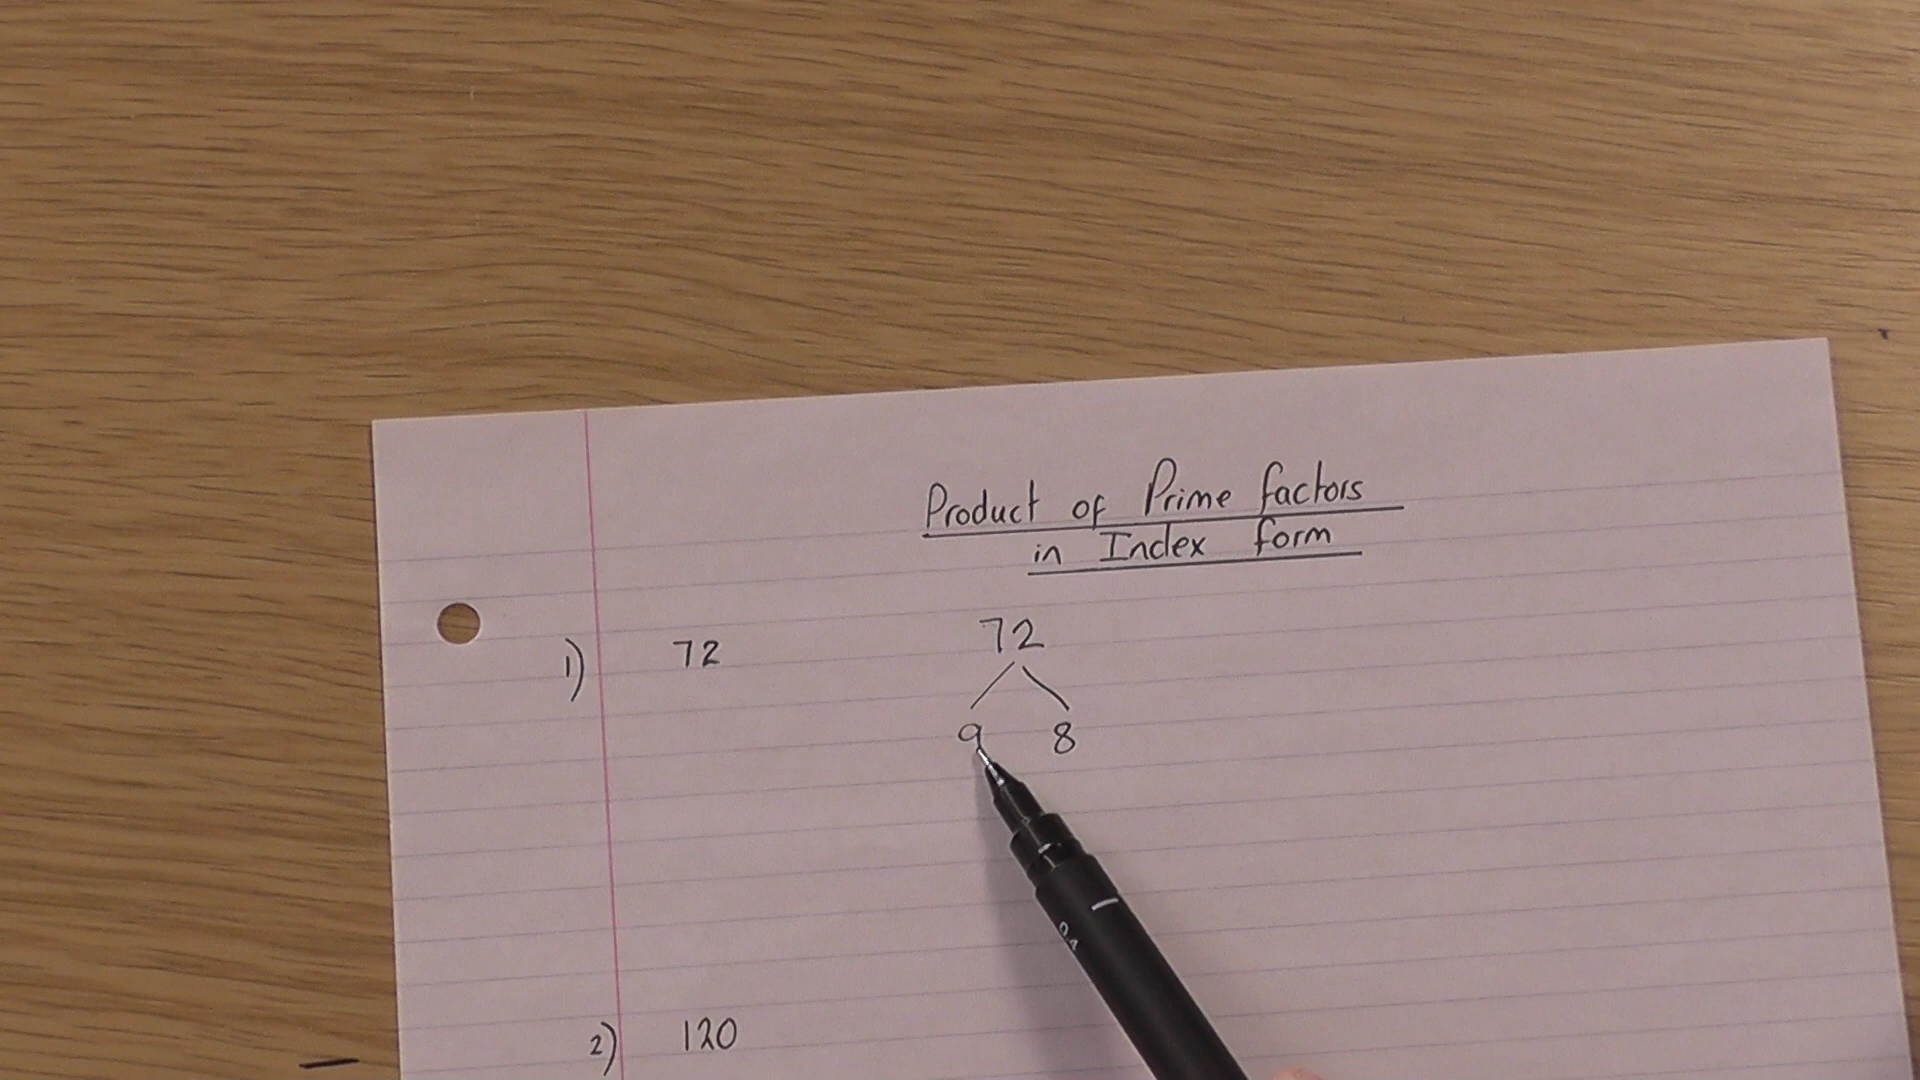 Product of Prime factors
in Index form
1) 72
72
9 8
2) 120